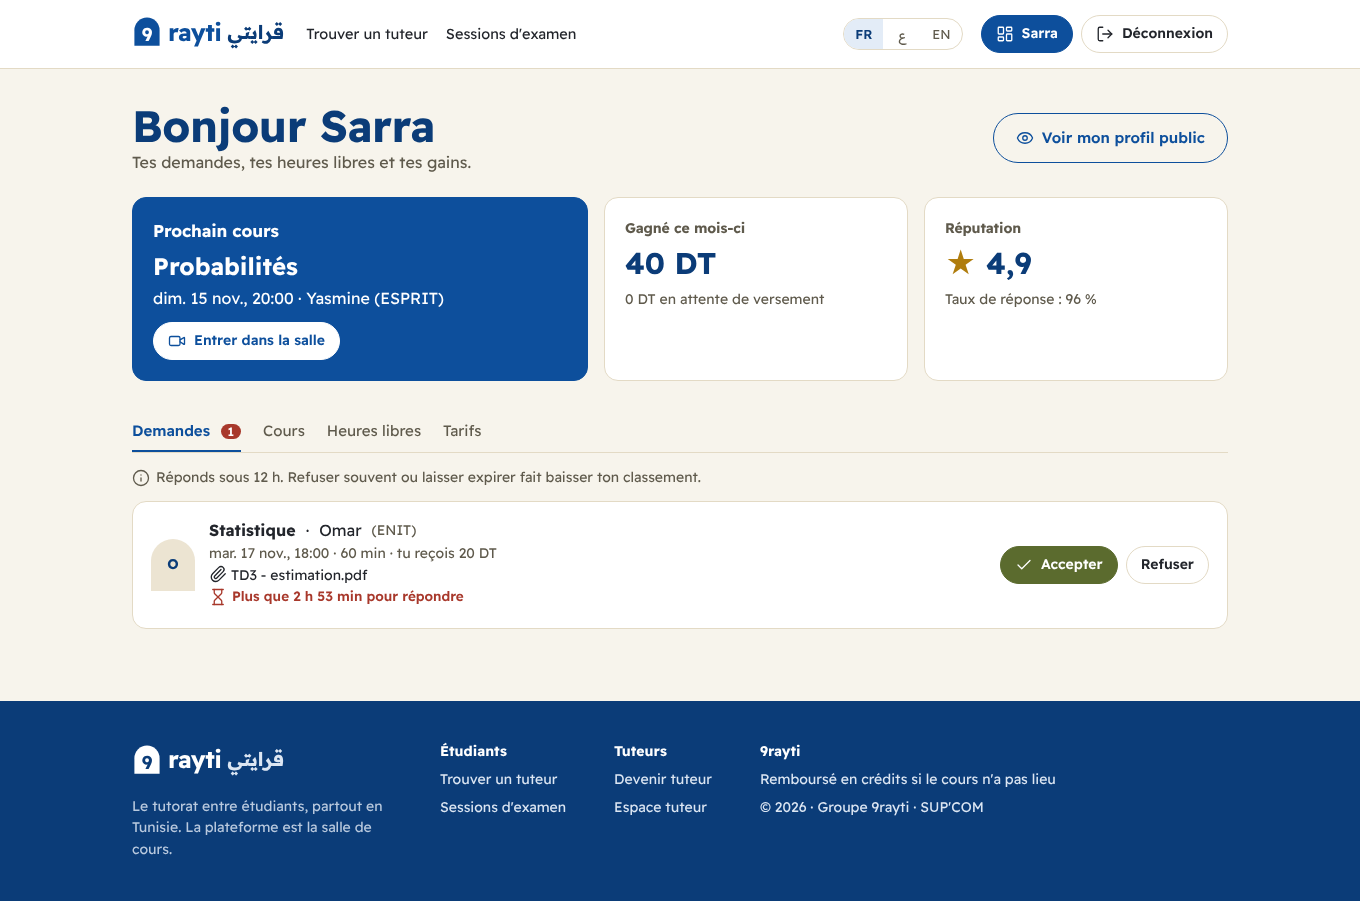 9 rayti قرايتي
Trouver un tuteur
Sessions d'examen
FR
ع
EN
Sarra
Déconnexion
Bonjour Sarra
Tes demandes, tes heures libres et tes gains.
Voir mon profil public
Prochain cours
Probabilités
dim. 15 nov., 20:00 · Yasmine (ESPRIT)
Entrer dans la salle
Gagné ce mois-ci
40 DT
0 DT en attente de versement
Réputation
★ 4,9
Taux de réponse : 96 %
Demandes 1
Cours
Heures libres
Tarifs
Réponds sous 12 h. Refuser souvent ou laisser expirer fait baisser ton classement.
O
Statistique · Omar (ENIT)
mar. 17 nov., 18:00 · 60 min · tu reçois 20 DT
TD3 - estimation.pdf
Plus que 2 h 53 min pour répondre
Accepter
Refuser
9 rayti قرايتي
Le tutorat entre étudiants, partout en
Tunisie. La plateforme est la salle de
cours.
Étudiants
Trouver un tuteur
Sessions d'examen
Tuteurs
Devenir tuteur
Espace tuteur
9rayti
Remboursé en crédits si le cours n'a pas lieu
© 2026 · Groupe 9rayti · SUP'COM